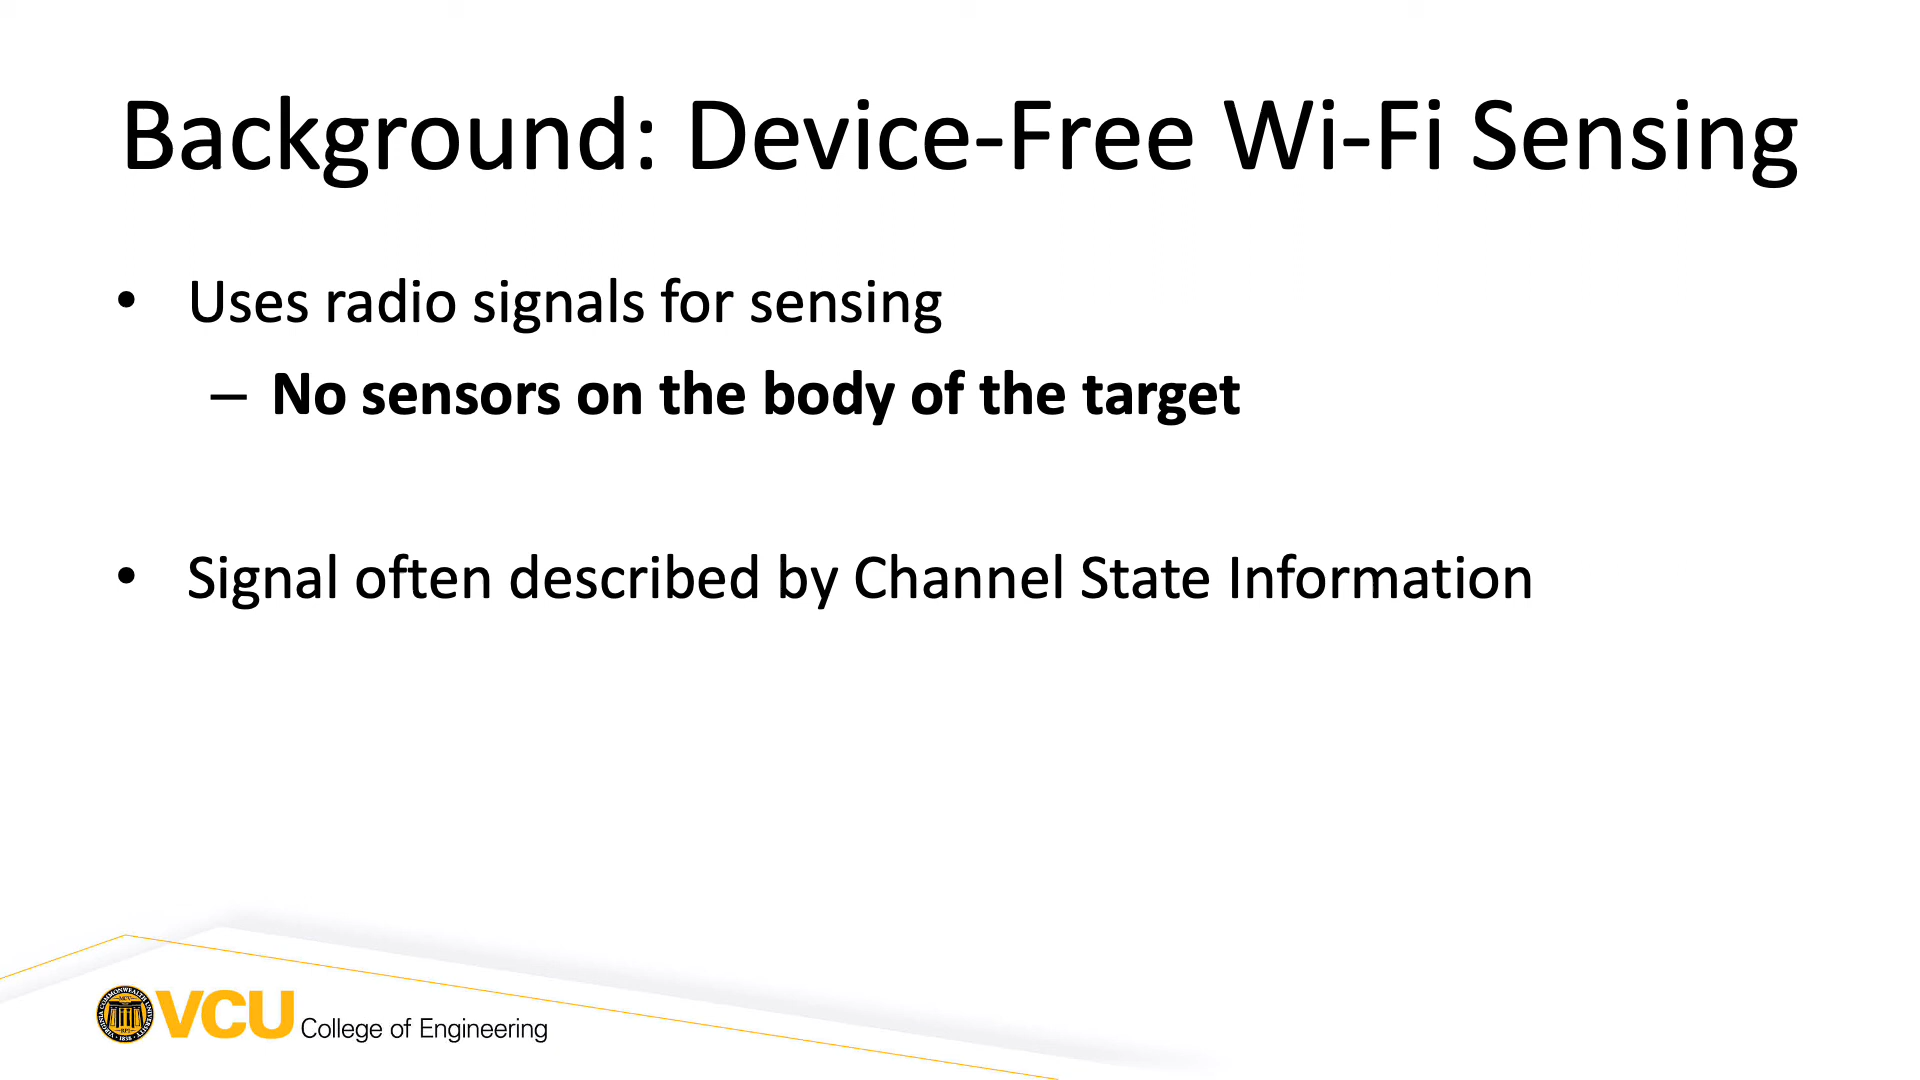 Background: Device-Free Wi-Fi Sensing
• Uses radio signals for sensing
– No sensors on the body of the target
• Signal often described by Channel State Information
VCU College of Engineering